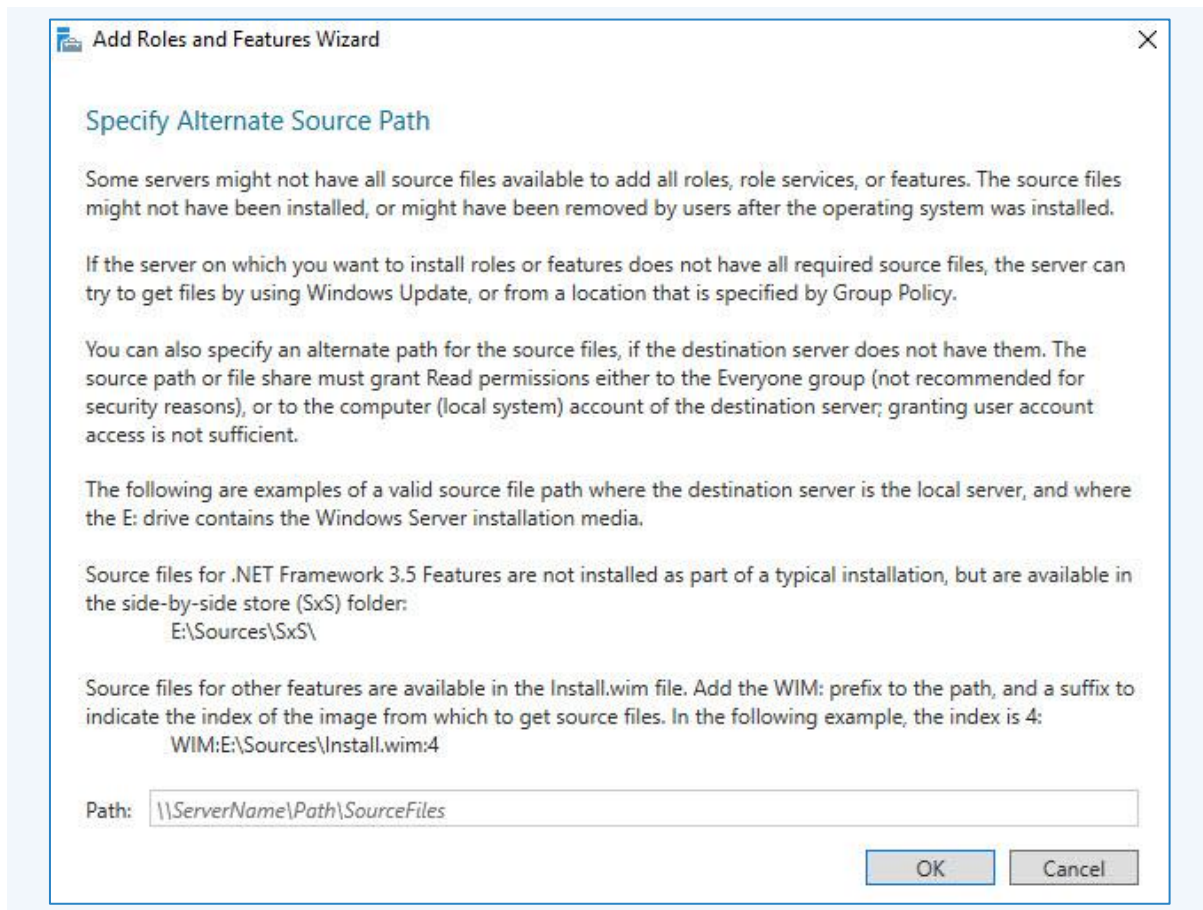 Add Roles and Features Wizard
Specify Alternate Source Path
Some servers might not have all source files available to add all roles, role services, or features. The source files
might not have been installed, or might have been removed by users after the operating system was installed.
If the server on which you want to install roles or features does not have all required source files, the server can
try to get files by using Windows Update, or from a location that is specified by Group Policy.
You can also specify an alternate path for the source files, if the destination server does not have them. The
source path or file share must grant Read permissions either to the Everyone group (not recommended for
security reasons), or to the computer (local system) account of the destination server; granting user account
access is not sufficient.
The following are examples of a valid source file path where the destination server is the local server, and where
the E: drive contains the Windows Server installation media.
Source files for .NET Framework 3.5 Features are not installed as part of a typical installation, but are available in
the side-by-side store (SxS) folder:
E:\Sources\SxS\
Source files for other features are available in the Install.wim file. Add the WIM: prefix to the path, and a suffix to
indicate the index of the image from which to get source files. In the following example, the index is 4:
WIM:E:\Sources\Install.wim:4
Path: \\ServerName\Path\SourceFiles
OK Cancel